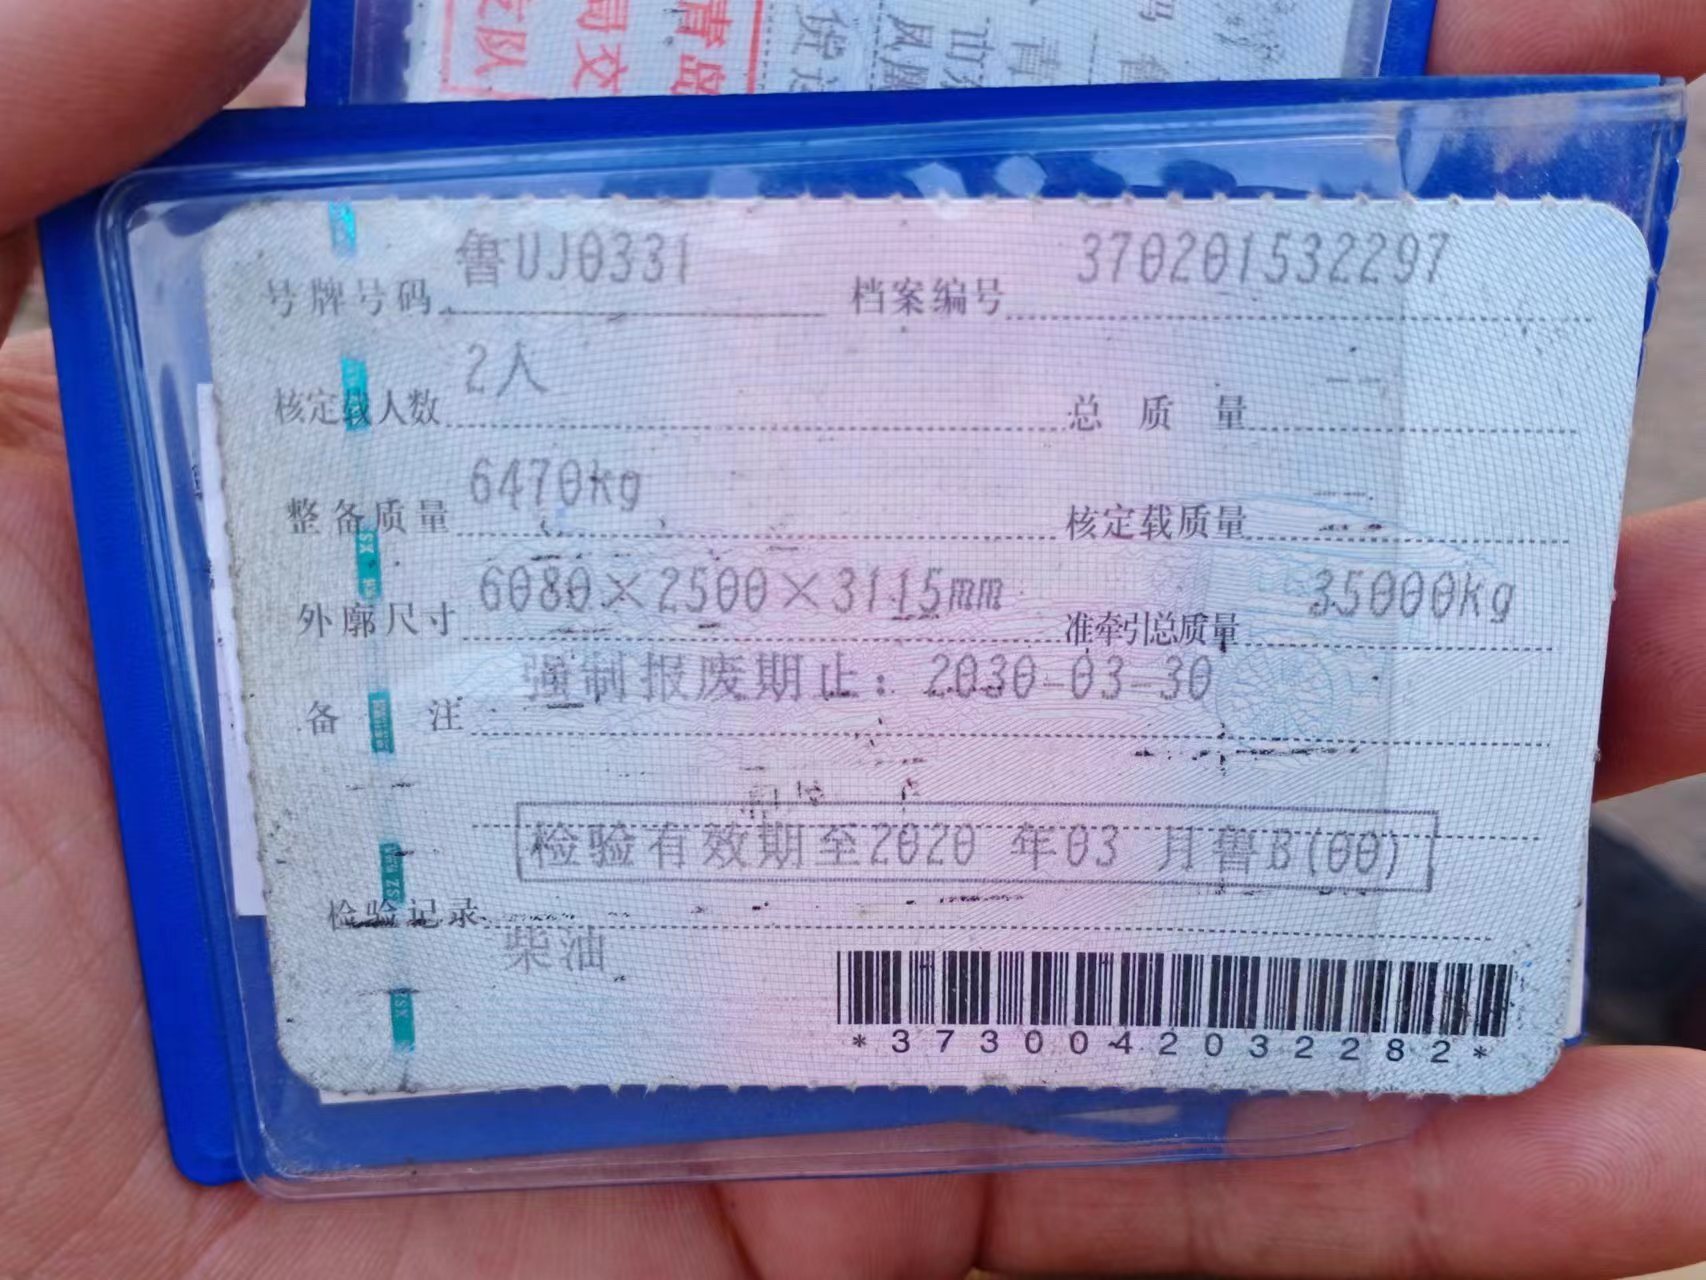 号牌号码 鲁UJ0331 档案编号 370201532297
核定载人数 2人 总质量 --
整备质量 6470kg 核定载质量 --
外廓尺寸 6080×2500×3115mm 准牵引总质量 35000kg
备注 强制报废期止：2030-03-30
检验有效期至2020年03月鲁B(00)
检验记录
柴油
*3730042032282*